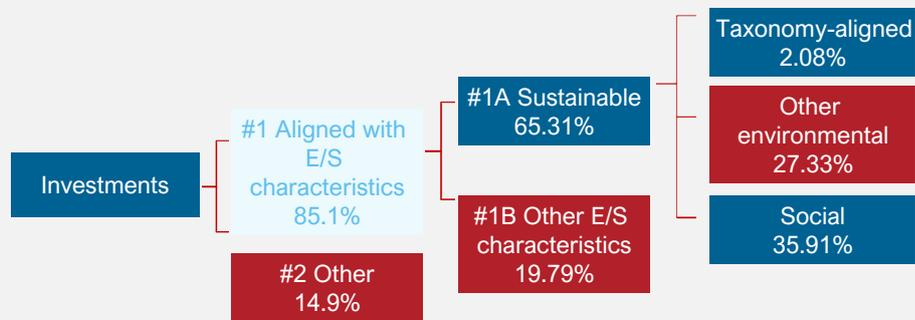 Investments
#1 Aligned with
E/S
characteristics
85.1%
#2 Other
14.9%
#1A Sustainable
65.31%
#1B Other E/S
characteristics
19.79%
Taxonomy-aligned
2.08%
Other
environmental
27.33%
Social
35.91%